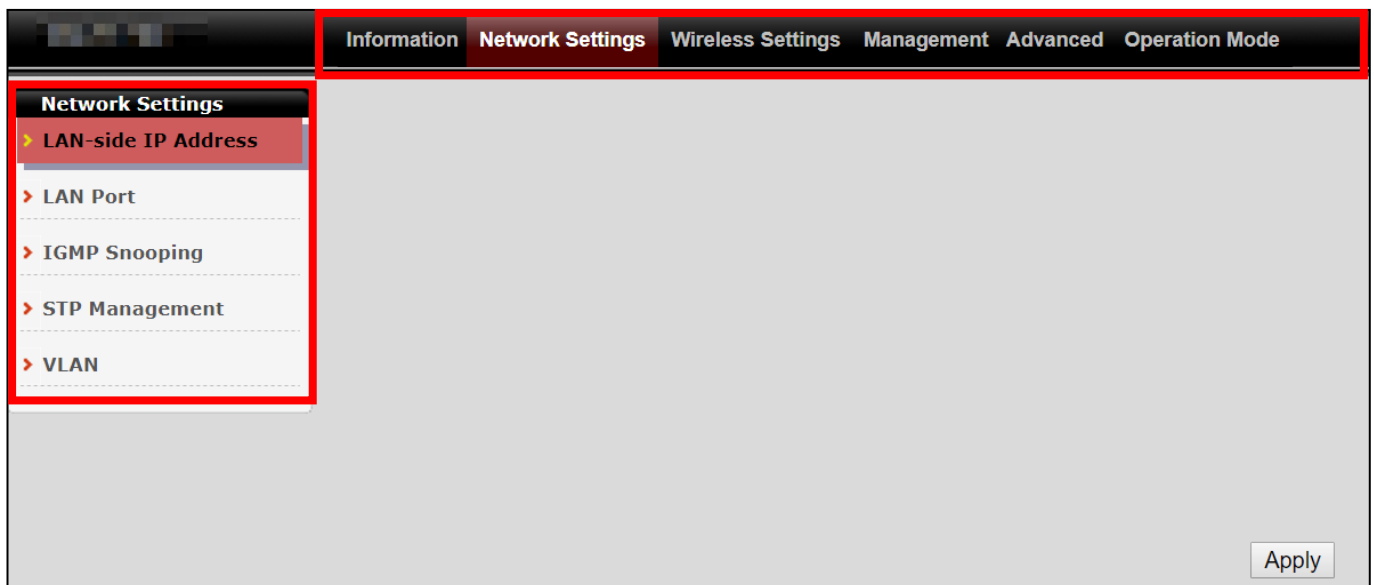 Information Network Settings Wireless Settings Management Advanced Operation Mode
Network Settings
LAN-side IP Address
LAN Port
IGMP Snooping
STP Management
VLAN
Apply